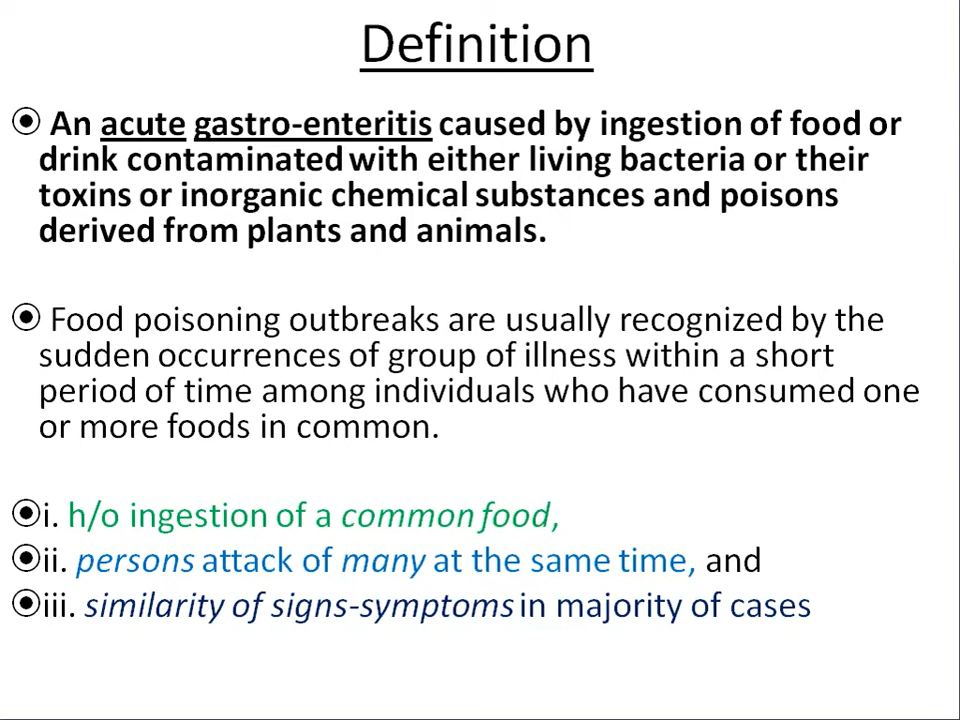 Definition
An acute gastro-enteritis caused by ingestion of food or
drink contaminated with either living bacteria or their
toxins or inorganic chemical substances and poisons
derived from plants and animals.
Food poisoning outbreaks are usually recognized by the
sudden occurrences of group of illness within a short
period of time among individuals who have consumed one
or more foods in common.
i. h/o ingestion of a common food,
ii. persons attack of many at the same time, and
iii. similarity of signs-symptoms in majority of cases